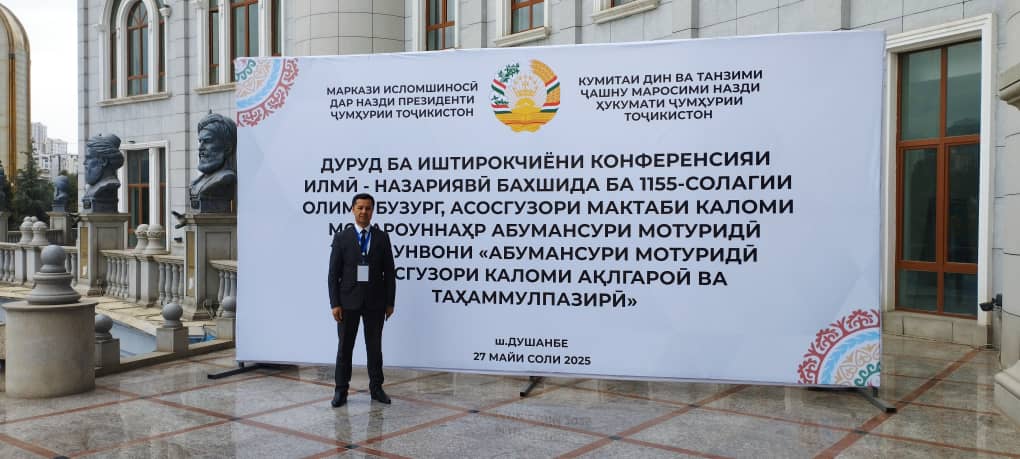 МАРКАЗИ ИСЛОМШИНОСӢ
ДАР НАЗДИ ПРЕЗИДЕНТИ
ҶУМҲУРИИ ТОҶИКИСТОН
КУМИТАИ ДИН ВА ТАНЗИМИ
ҶАШНУ МАРОСИМИ НАЗДИ
ҲУКУМАТИ ҶУМҲУРИИ
ТОҶИКИСТОН
ДУРУД БА ИШТИРОКЧИЁНИ КОНФЕРЕНСИЯИ
ИЛМӢ - НАЗАРИЯВӢ БАХШИДА БА 1155-СОЛАГИИ
БУЗУРГ, АСОСГУЗОРИ МАКТАБИ КАЛОМИ
АБУМАНСУРИ МОТУРИДӢ
«АБУМАНСУРИ МОТУРИДӢ
КАЛОМИ АҚЛГАРОӢ ВА
ТАҲАММУЛПАЗИРӢ»
ш.ДУШАНБЕ
27 МАЙИ СОЛИ 2025